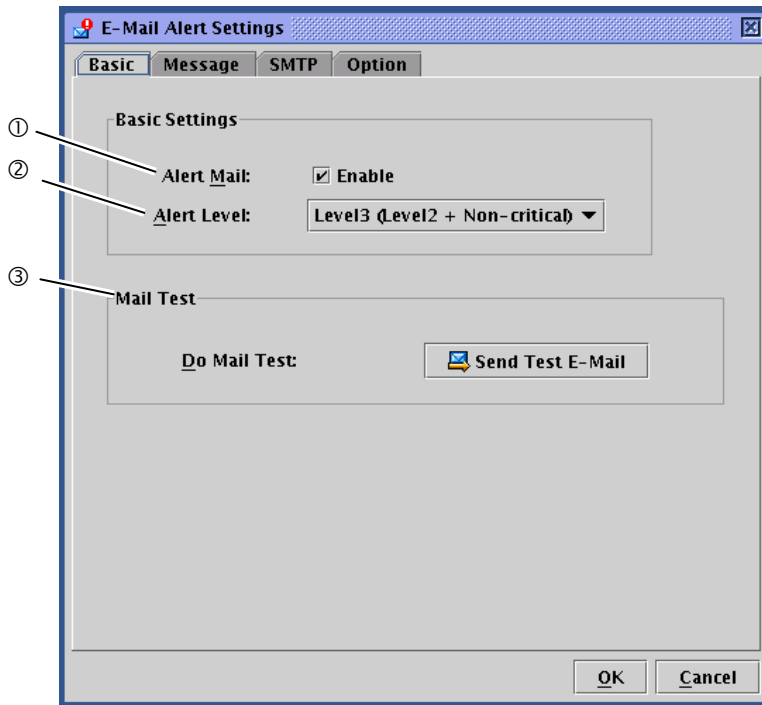 E-Mail Alert Settings
Basic Message SMTP Option
Basic Settings
① Alert Mail: Enable
② Alert Level: Level3 (Level2 + Non-critical)
③ Mail Test
Do Mail Test: Send Test E-Mail
OK Cancel